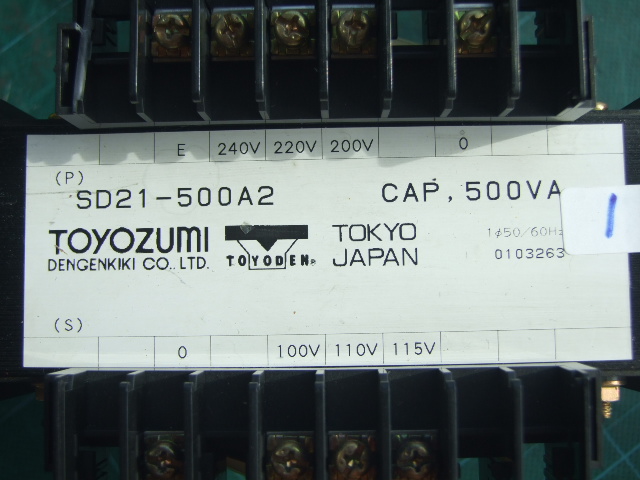 E 240V 220V 200V 0
(P)
SD21-500A2 CAP, 500VA
TOYOZUMI TOKYO 1φ50/60Hz
DENGENKIKI CO., LTD. TOYODEN® JAPAN 0103263
1
(S)
0 100V 110V 115V